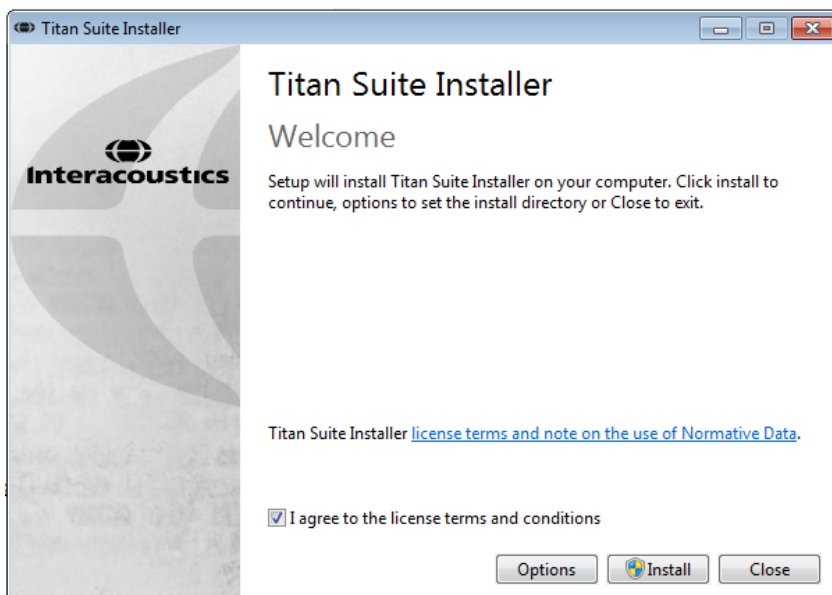 Titan Suite Installer
Titan Suite Installer
Welcome
Interacoustics
Setup will install Titan Suite Installer on your computer. Click install to
continue, options to set the install directory or Close to exit.
Titan Suite Installer license terms and note on the use of Normative Data.
I agree to the license terms and conditions
Options Install Close